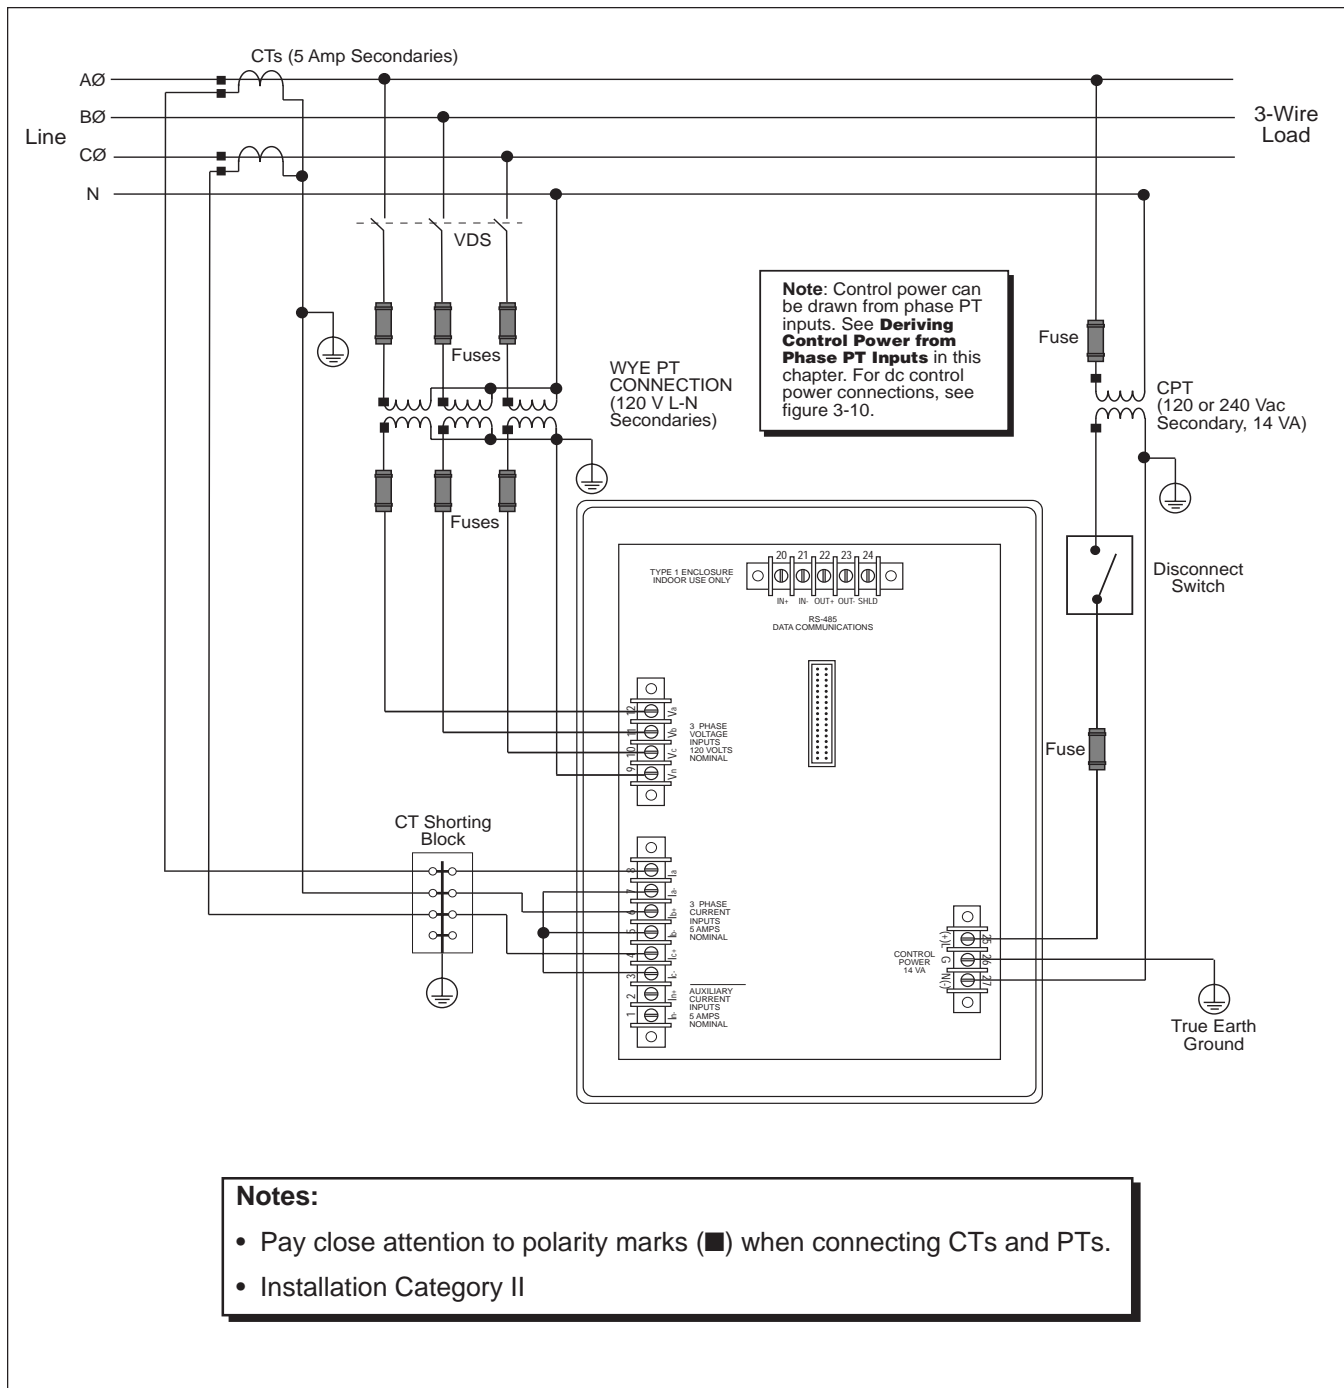 CTs (5 Amp Secondaries)
AØ
BØ
Line
CØ
N
3-Wire
Load
VDS
Fuses
WYE PT
CONNECTION
(120 V L-N
Secondaries)
Note: Control power can
be drawn from phase PT
inputs. See Deriving
Control Power from
Phase PT Inputs in this
chapter. For dc control
power connections, see
figure 3-10.
Fuse
CPT
(120 or 240 Vac
Secondary, 14 VA)
Fuses
Disconnect
Switch
TYPE 1 ENCLOSURE
INDOOR USE ONLY
20 21 22 23 24
IN+ IN- OUT+ OUT- SHLD
RS-485
DATA COMMUNICATIONS
12 Va
11 Vb
10 Vc
9 Vn
3 PHASE
VOLTAGE
INPUTS
120 VOLTS
NOMINAL
Fuse
CT Shorting
Block
8 Ia
7 Ia-
6 Ib+
5 Ib-
4 Ic+
3 Ic-
2 In+
1 In-
3 PHASE
CURRENT
INPUTS
5 AMPS
NOMINAL
AUXILIARY
CURRENT
INPUTS
5 AMPS
NOMINAL
CONTROL
POWER
14 VA
(+)L 25
G 26
N(-) 27
True Earth
Ground
Notes:
• Pay close attention to polarity marks (■) when connecting CTs and PTs.
• Installation Category II